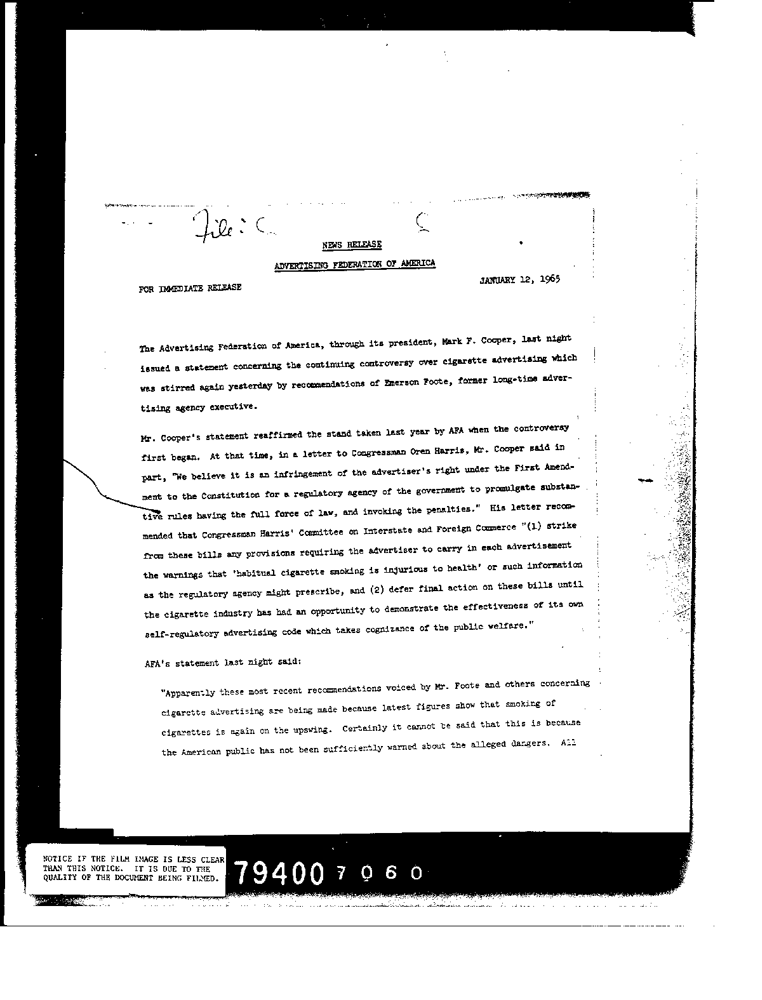 File: C
NEWS RELEASE
ADVERTISING FEDERATION OF AMERICA
FOR IMMEDIATE RELEASE
JANUARY 12, 1965
The Advertising Federation of America, through its president, Mark F. Cooper, last night
issued a statement concerning the continuing controversy over cigarette advertising which
was stirred again yesterday by recommendations of Emerson Foote, former long-time adver-
tising agency executive.
Mr. Cooper's statement reaffirmed the stand taken last year by AFA when the controversy
first began. At that time, in a letter to Congressman Oren Harris, Mr. Cooper said in
part, "We believe it is an infringement of the advertiser's right under the First Amend-
ment to the Constitution for a regulatory agency of the government to promulgate substan-
tive rules having the full force of law, and invoking the penalties." His letter recom-
mended that Congressman Harris' Committee on Interstate and Foreign Commerce "(1) strike
from these bills any provisions requiring the advertiser to carry in each advertisement
the warnings that 'habitual cigarette smoking is injurious to health' or such information
as the regulatory agency might prescribe, and (2) defer final action on these bills until
the cigarette industry has had an opportunity to demonstrate the effectiveness of its own
self-regulatory advertising code which takes cognizance of the public welfare."
AFA's statement last night said:
"Apparently these most recent recommendations voiced by Mr. Foote and others concerning
cigarette advertising are being made because latest figures show that smoking of
cigarettes is again on the upswing. Certainly it cannot be said that this is because
the American public has not been sufficiently warned about the alleged dangers. All
NOTICE IF THE FILM IMAGE IS LESS CLEAR
THAN THIS NOTICE. IT IS DUE TO THE
QUALITY OF THE DOCUMENT BEING FILMED.
79400 7 0 6 0